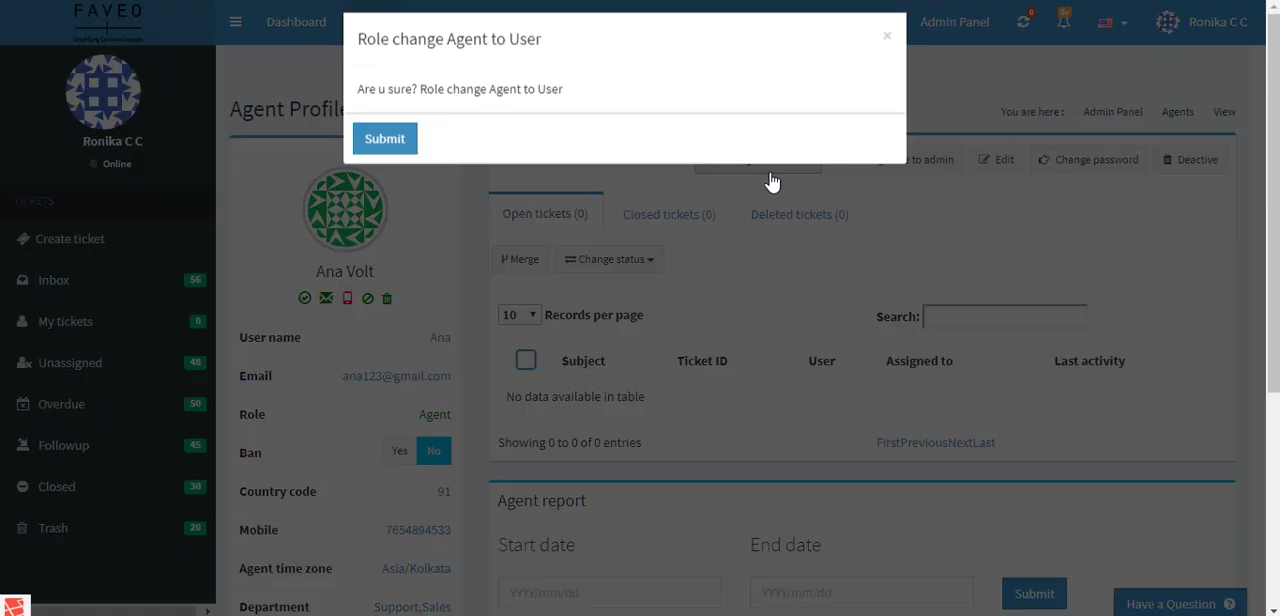 FAVEO
Dashboard
Admin Panel
0
9+
Ronika C C
Role change Agent to User
×
Are u sure? Role change Agent to User
Submit
Ronika C C
Online
TICKETS
Create ticket
Inbox 56
My tickets 0
Unassigned 48
Overdue 50
Followup 45
Closed 30
Trash 20
Agent Profile
You are here : Admin Panel Agents View
to admin
Edit
Change password
Deactive
Ana Volt
User name Ana
Email ana123@gmail.com
Role Agent
Ban Yes No
Country code 91
Mobile 7654894533
Agent time zone Asia/Kolkata
Department Support,Sales
Open tickets (0) Closed tickets (0) Deleted tickets (0)
Merge Change status
10 Records per page
Search:
Subject Ticket ID User Assigned to Last activity
No data available in table
Showing 0 to 0 of 0 entries
FirstPreviousNextLast
Agent report
Start date End date
YYYY/mm/dd YYYY/mm/dd Submit
Have a Question